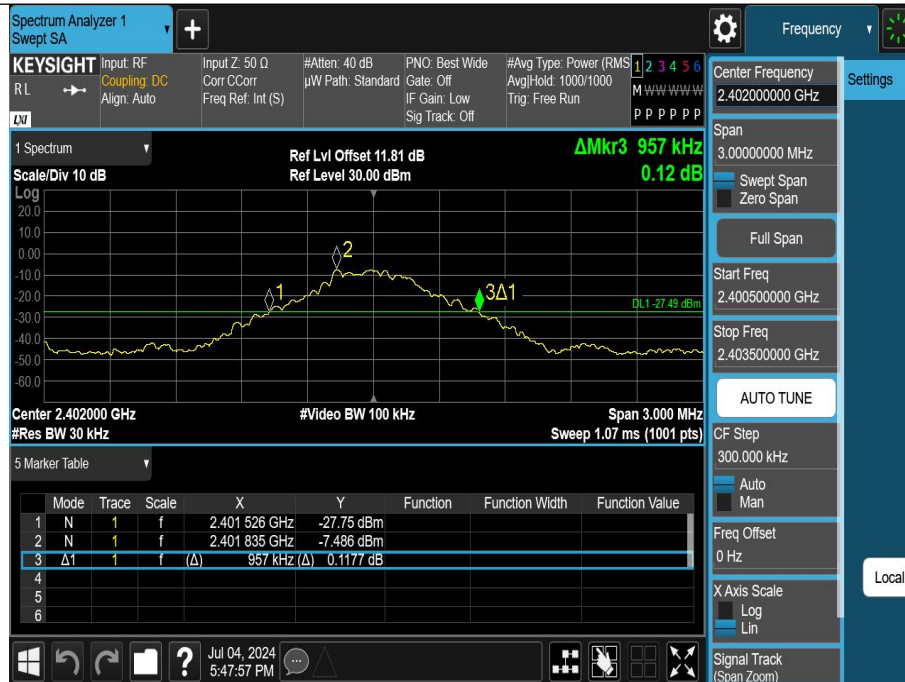 Spectrum Analyzer 1
Swept SA
+
Frequency
KEYSIGHT
RL
LXI
Input: RF
Coupling: DC
Align: Auto
Input Z: 50 Ω
Corr CCorr
Freq Ref: Int (S)
#Atten: 40 dB
µW Path: Standard
PNO: Best Wide
Gate: Off
IF Gain: Low
Sig Track: Off
#Avg Type: Power (RMS
Avg|Hold: 1000/1000
Trig: Free Run
1 2 3 4 5 6
M W W W W W
P P P P P P
1 Spectrum
Scale/Div 10 dB
Log
Ref Lvl Offset 11.81 dB
Ref Level 30.00 dBm
ΔMkr3 957 kHz
0.12 dB
20.0
10.0
0.00
-10.0
-20.0
-30.0
-40.0
-50.0
-60.0
2
1
3Δ1
DL1 -27.49 dBm
Center 2.402000 GHz
#Video BW 100 kHz
Span 3.000 MHz
#Res BW 30 kHz
Sweep 1.07 ms (1001 pts)
5 Marker Table
Mode Trace Scale X Y Function Function Width Function Value
1 N 1 f 2.401 526 GHz -27.75 dBm
2 N 1 f 2.401 835 GHz -7.486 dBm
3 Δ1 1 f (Δ) 957 kHz (Δ) 0.1177 dB
4
5
6
?
Jul 04, 2024
5:47:57 PM
Center Frequency
2.402000000 GHz
Settings
Span
3.00000000 MHz
Swept Span
Zero Span
Full Span
Start Freq
2.400500000 GHz
Stop Freq
2.403500000 GHz
AUTO TUNE
CF Step
300.000 kHz
Auto
Man
Freq Offset
0 Hz
Local
X Axis Scale
Log
Lin
Signal Track
(Span Zoom)